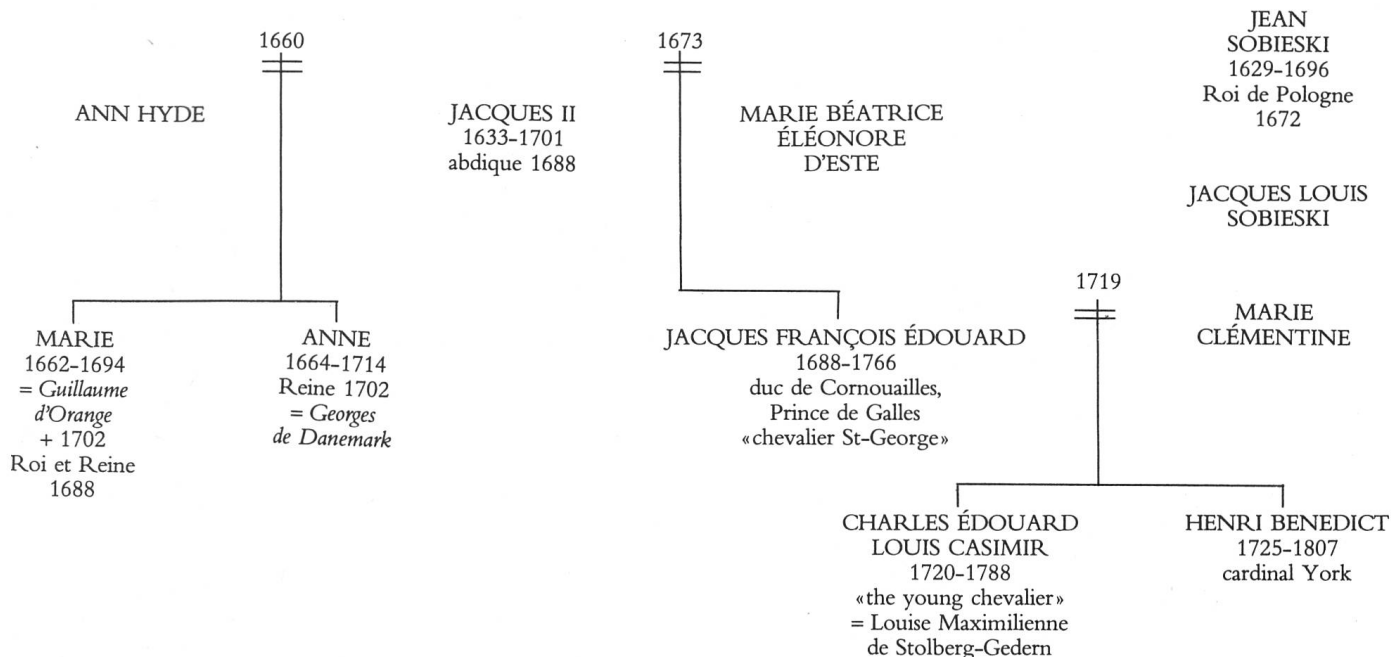 1660
1673
JEAN
SOBIESKI
1629-1696
Roi de Pologne
1672
ANN HYDE
JACQUES II
1633-1701
abdique 1688
MARIE BÉATRICE
ÉLÉONORE
D'ESTE
JACQUES LOUIS
SOBIESKI
1719
MARIE
CLÉMENTINE
MARIE
1662-1694
= Guillaume
d'Orange
+ 1702
Roi et Reine
1688
ANNE
1664-1714
Reine 1702
= Georges
de Danemark
JACQUES FRANÇOIS ÉDOUARD
1688-1766
duc de Cornouailles,
Prince de Galles
«chevalier St-George»
CHARLES ÉDOUARD
LOUIS CASIMIR
1720-1788
«the young chevalier»
= Louise Maximilienne
de Stolberg-Gedern
HENRI BENEDICT
1725-1807
cardinal York